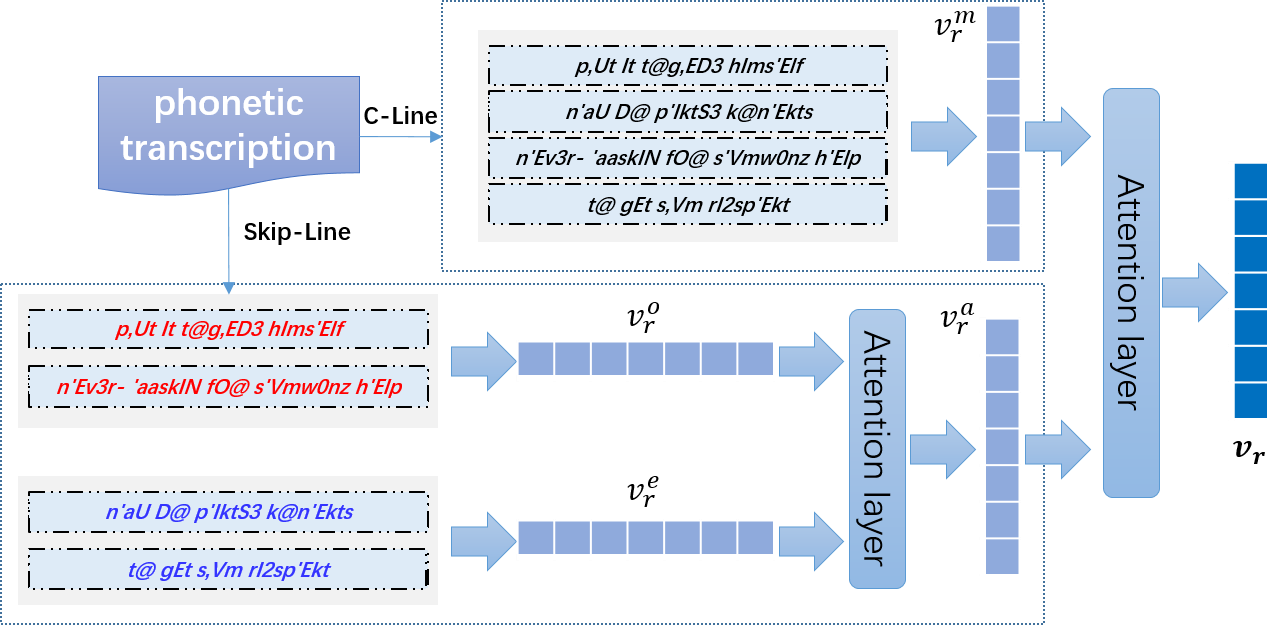 phonetic
transcription
C-Line
Skip-Line
p,Ut It t@g,ED3 hIms'Elf
n'aU D@ p'IktS3 k@n'Ekts
n'Ev3r- 'aaskIN fO@ s'Vmw0nz h'Elp
t@ gEt s,Vm rI2sp'Ekt
v_r^m
p,Ut It t@g,ED3 hIms'Elf
n'Ev3r- 'aaskIN fO@ s'Vmw0nz h'Elp
v_r^o
n'aU D@ p'IktS3 k@n'Ekts
t@ gEt s,Vm rI2sp'Ekt
v_r^e
Attention layer
v_r^a
Attention layer
v_r